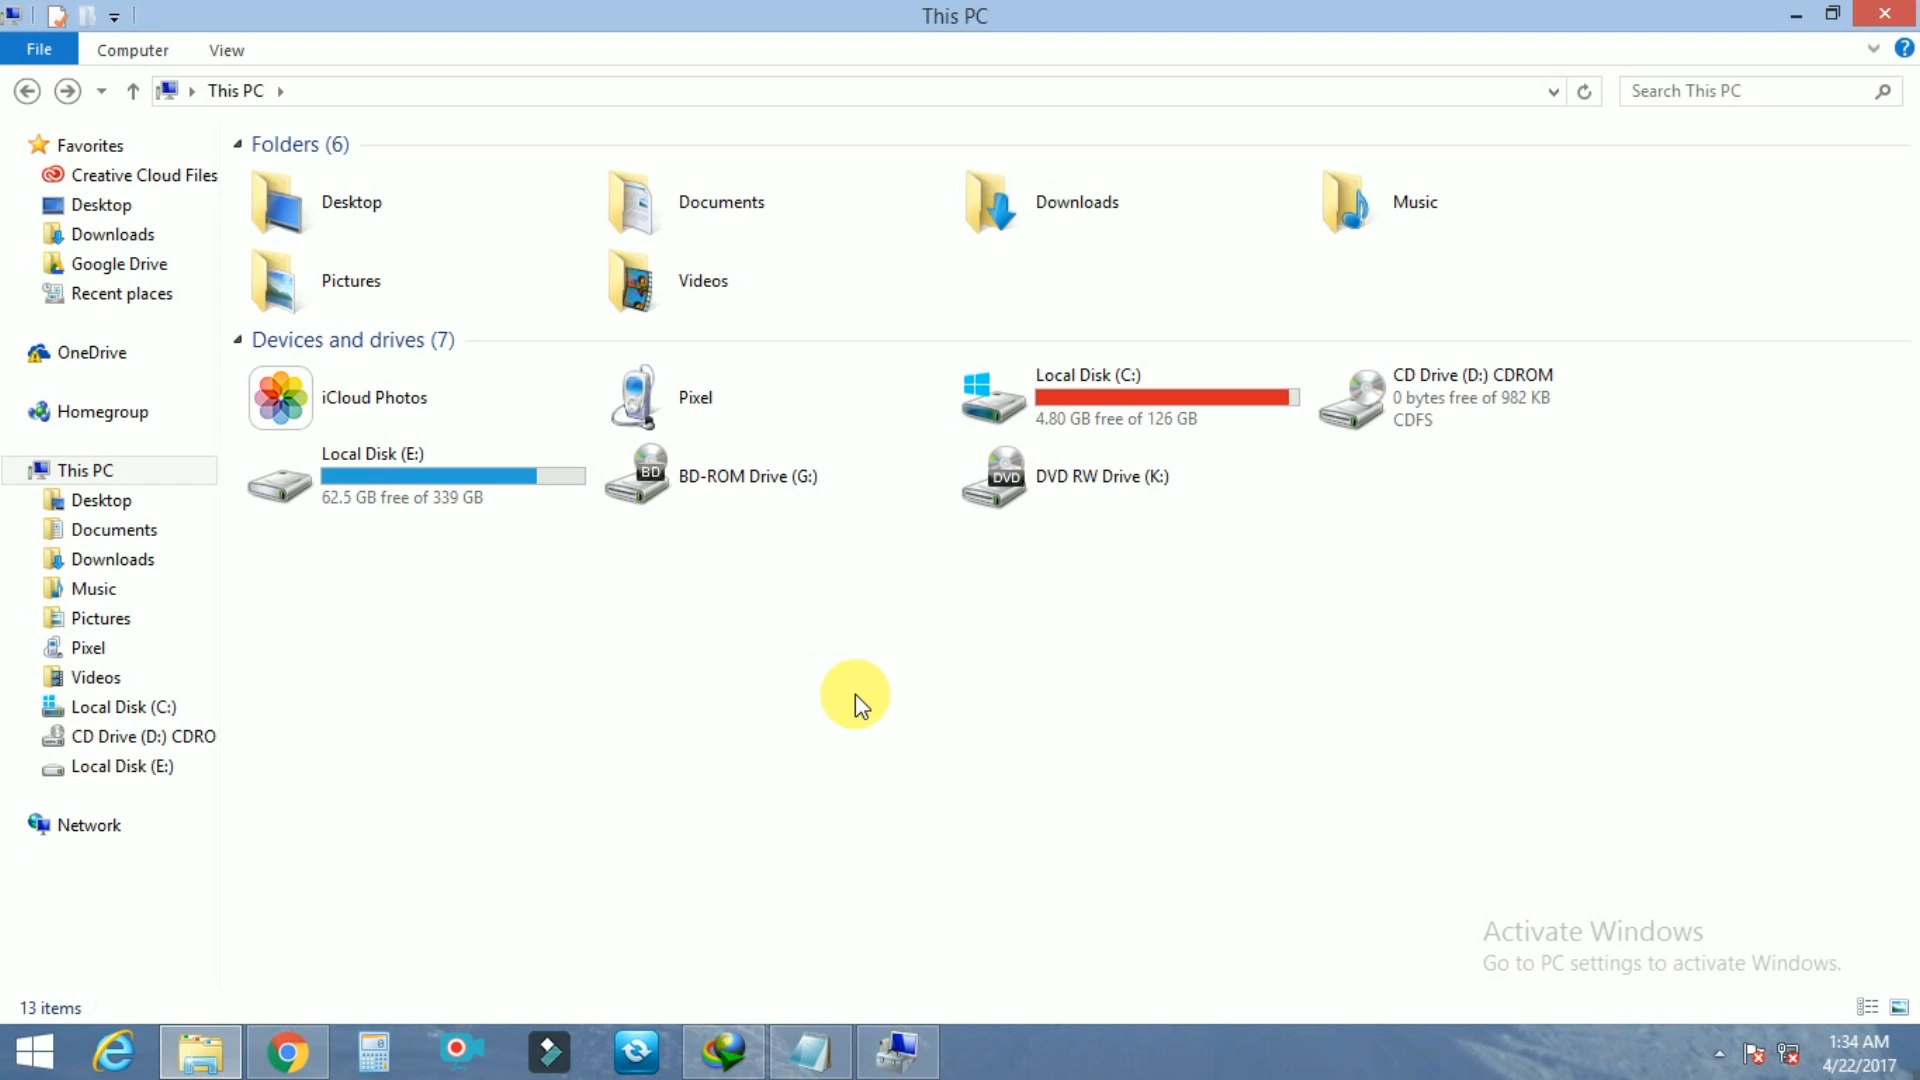 This PC
File
Computer
View
This PC
Search This PC
Favorites
Creative Cloud Files
Desktop
Downloads
Google Drive
Recent places
OneDrive
Homegroup
This PC
Desktop
Documents
Downloads
Music
Pictures
Pixel
Videos
Local Disk (C:)
CD Drive (D:) CDRO
Local Disk (E:)
Network
Folders (6)
Desktop
Documents
Downloads
Music
Pictures
Videos
Devices and drives (7)
iCloud Photos
Pixel
Local Disk (C:)
4.80 GB free of 126 GB
CD Drive (D:) CDROM
0 bytes free of 982 KB
CDFS
Local Disk (E:)
62.5 GB free of 339 GB
BD
BD-ROM Drive (G:)
DVD
DVD RW Drive (K:)
Activate Windows
Go to PC settings to activate Windows.
13 items
1:34 AM
4/22/2017